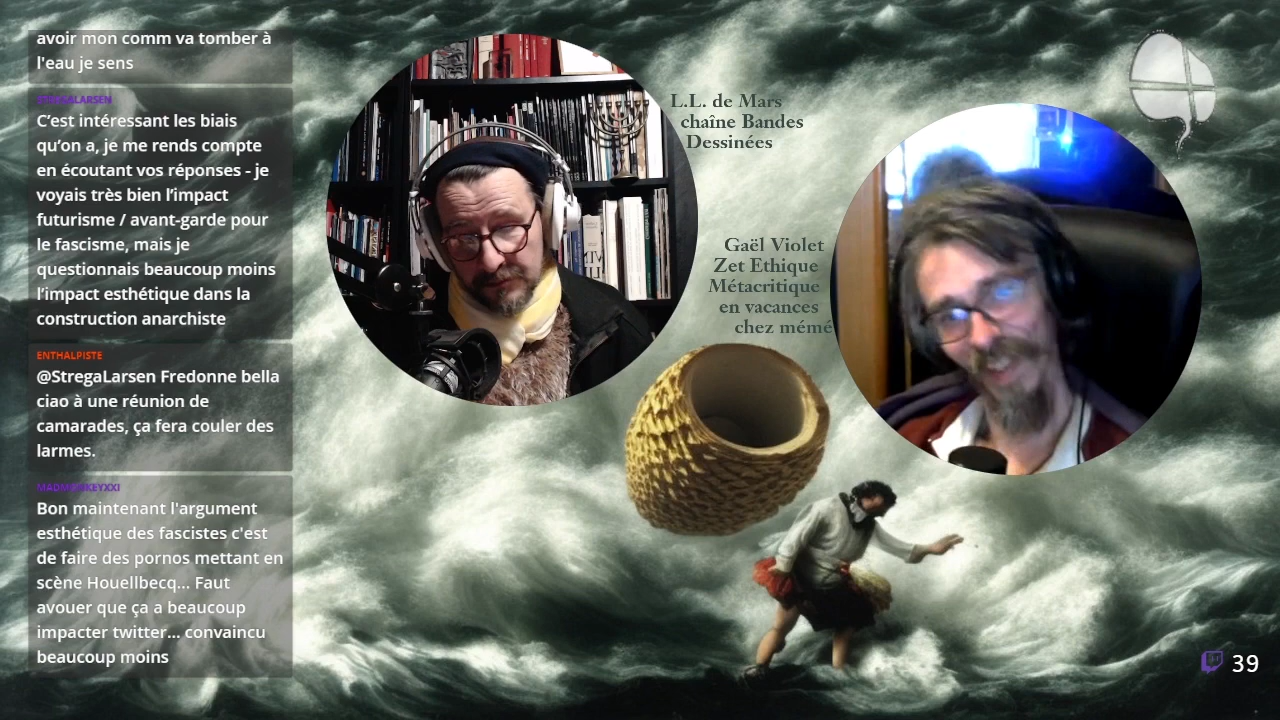 avoir mon comm va tomber à
l'eau je sens
STREGALARSEN
C'est intéressant les biais
qu'on a, je me rends compte
en écoutant vos réponses - je
voyais très bien l'impact
futurisme / avant-garde pour
le fascisme, mais je
questionnais beaucoup moins
l'impact esthétique dans la
construction anarchiste
ENTHALPISTE
@StregaLarsen Fredonne bella
ciao à une réunion de
camarades, ça fera couler des
larmes.
MADMONKEYXXI
Bon maintenant l'argument
esthétique des fascistes c'est
de faire des pornos mettant en
scène Houellbecq... Faut
avouer que ça a beaucoup
impacter twitter... convaincu
beaucoup moins
L.L. de Mars
chaîne Bandes
Dessinées
Gaël Violet
Zet Ethique
Métacritique
en vacances
chez mémé
39